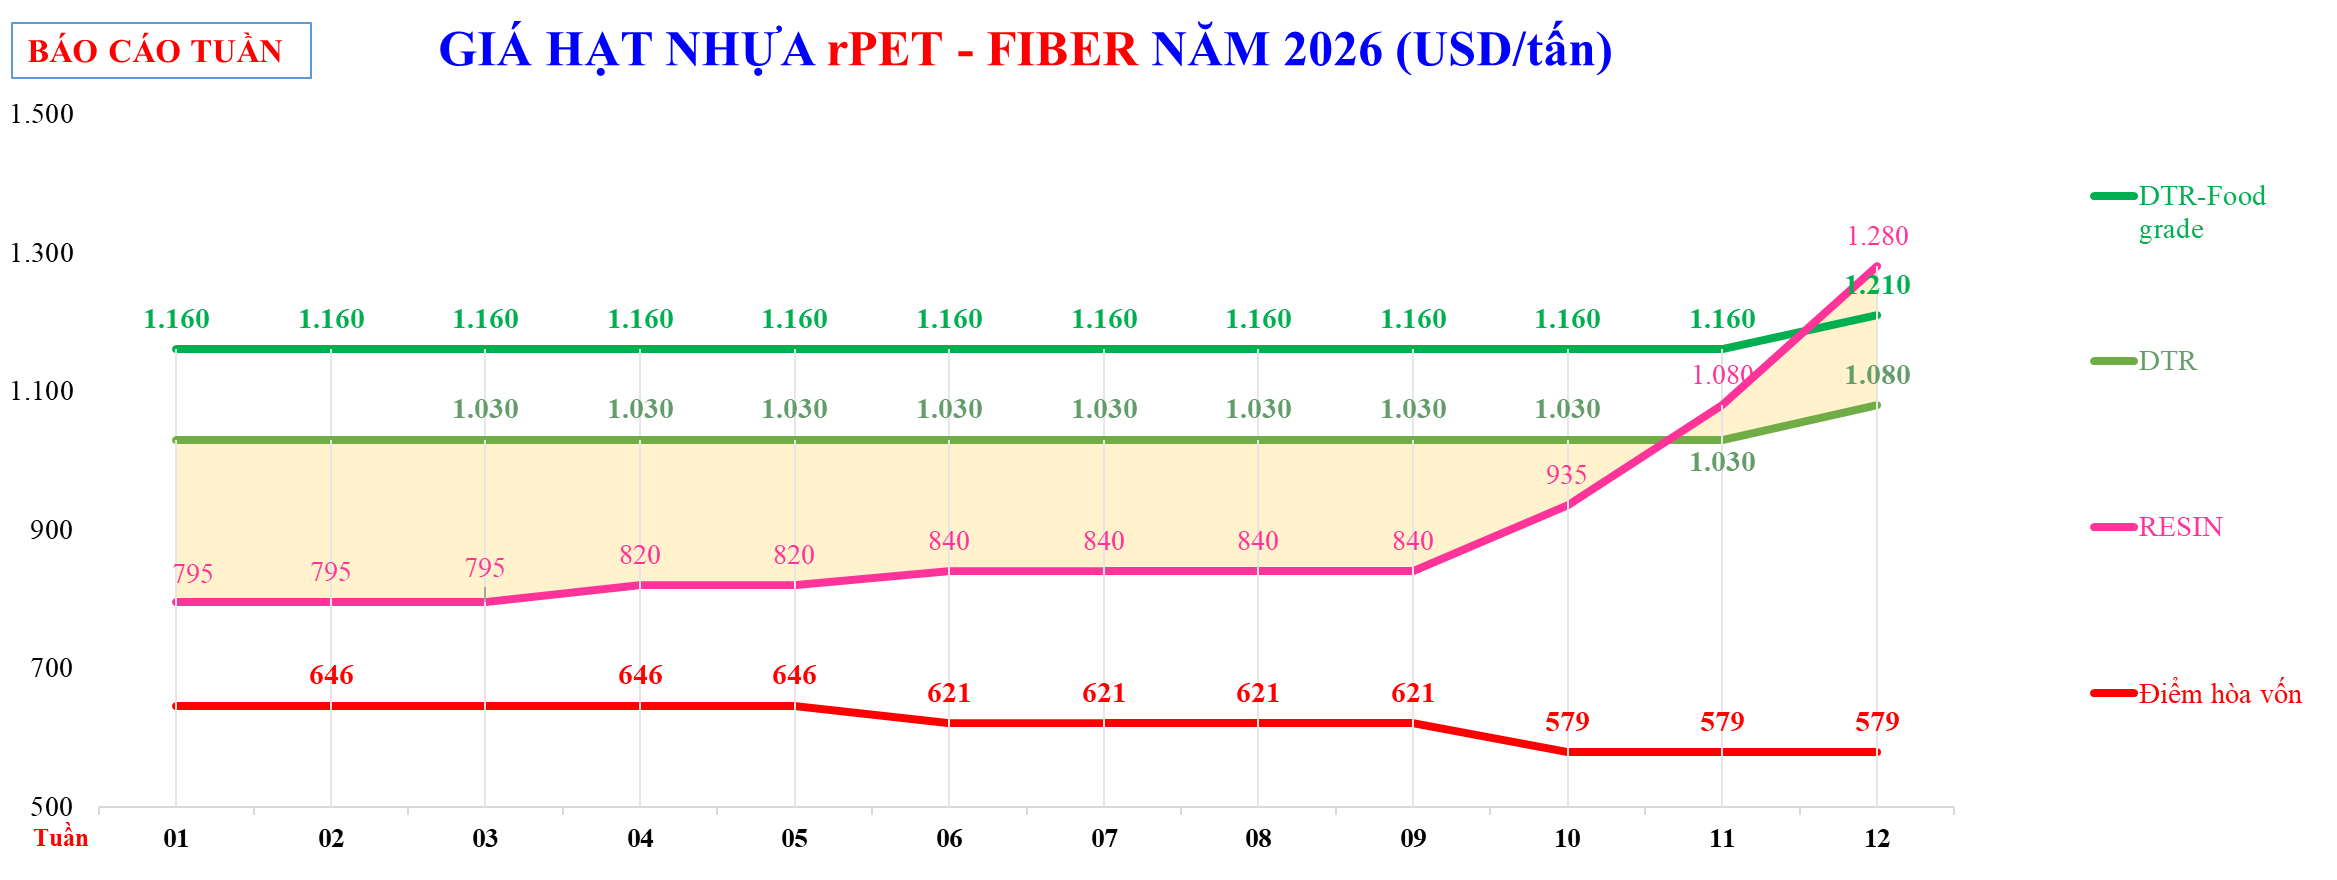 BÁO CÁO TUẦN
GIÁ HẠT NHỰA rPET - FIBER NĂM 2026 (USD/tấn)
1.500
1.300
1.100
900
700
500
1.280
1.210
1.160 1.160 1.160 1.160 1.160 1.160 1.160 1.160 1.160 1.160 1.160
1.080 1.080
1.030 1.030 1.030 1.030 1.030 1.030 1.030 1.030
1.030
935
795 795 795 820 820 840 840 840 840
646 646 646 621 621 621 621 579 579 579
Tuần 01 02 03 04 05 06 07 08 09 10 11 12
DTR-Food
grade
DTR
RESIN
Điểm hòa vốn